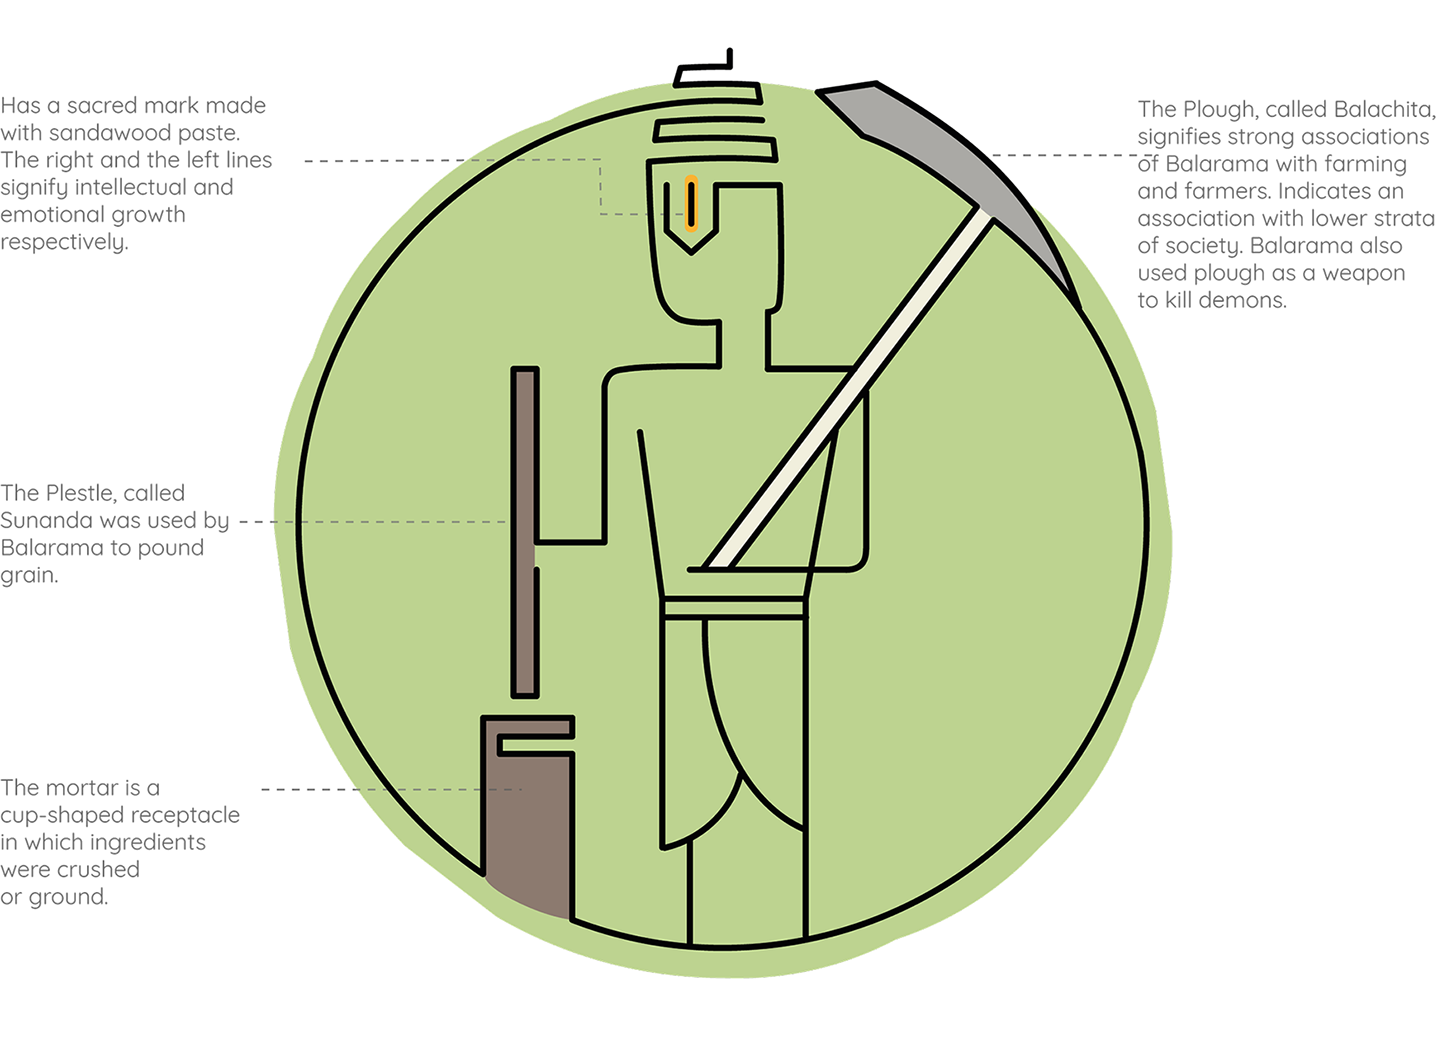 Has a sacred mark made
with sandawood paste.
The right and the left lines
signify intellectual and
emotional growth
respectively.
The Plough, called Balachita,
signifies strong associations
of Balarama with farming
and farmers. Indicates an
association with lower strata
of society. Balarama also
used plough as a weapon
to kill demons.
The Plestle, called
Sunanda was used by
Balarama to pound
grain.
The mortar is a
cup-shaped receptacle
in which ingredients
were crushed
or ground.